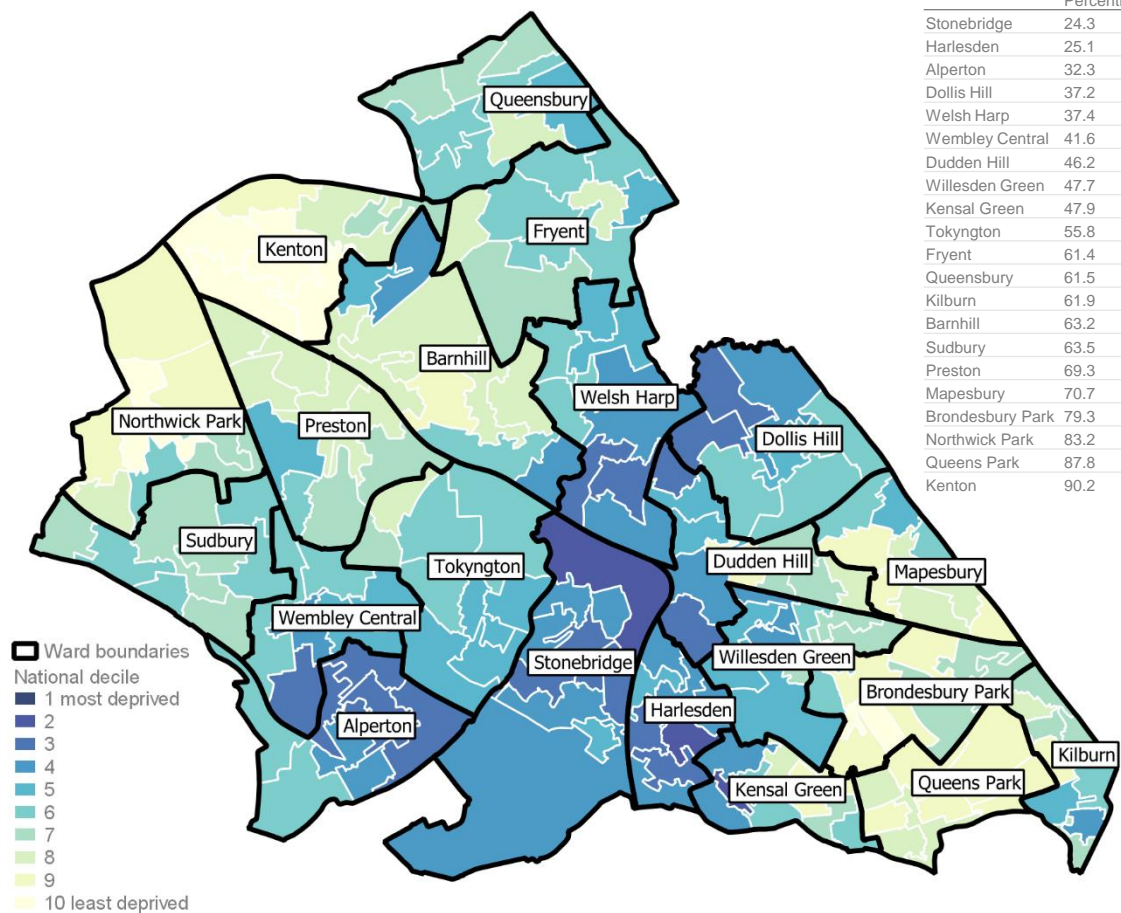 Stonebridge 24.3
Harlesden 25.1
Alperton 32.3
Dollis Hill 37.2
Welsh Harp 37.4
Wembley Central 41.6
Dudden Hill 46.2
Willesden Green 47.7
Kensal Green 47.9
Tokyngton 55.8
Fryent 61.4
Queensbury 61.5
Kilburn 61.9
Barnhill 63.2
Sudbury 63.5
Preston 69.3
Mapesbury 70.7
Brondesbury Park 79.3
Northwick Park 83.2
Queens Park 87.8
Kenton 90.2
Queensbury
Fryent
Kenton
Barnhill
Welsh Harp
Northwick Park
Preston
Dollis Hill
Sudbury
Tokyngton
Dudden Hill
Mapesbury
Wembley Central
Stonebridge
Willesden Green
Brondesbury Park
Alperton
Harlesden
Kilburn
Queens Park
Kensal Green
Ward boundaries
National decile
1 most deprived
2
3
4
5
6
7
8
9
10 least deprived